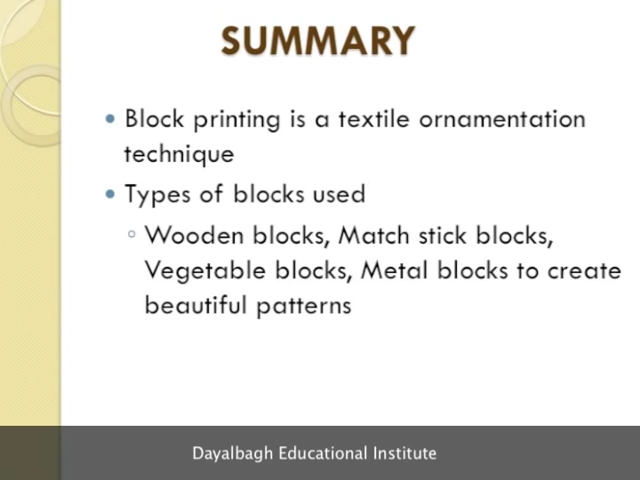 SUMMARY
Block printing is a textile ornamentation
technique
Types of blocks used
Wooden blocks, Match stick blocks,
Vegetable blocks, Metal blocks to create
beautiful patterns
Dayalbagh Educational Institute